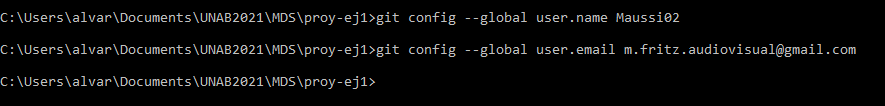 C:\Users\alvar\Documents\UNAB2021\MDS\proy-ej1>git config --global user.name Maussi02
C:\Users\alvar\Documents\UNAB2021\MDS\proy-ej1>git config --global user.email m.fritz.audiovisual@gmail.com
C:\Users\alvar\Documents\UNAB2021\MDS\proy-ej1>